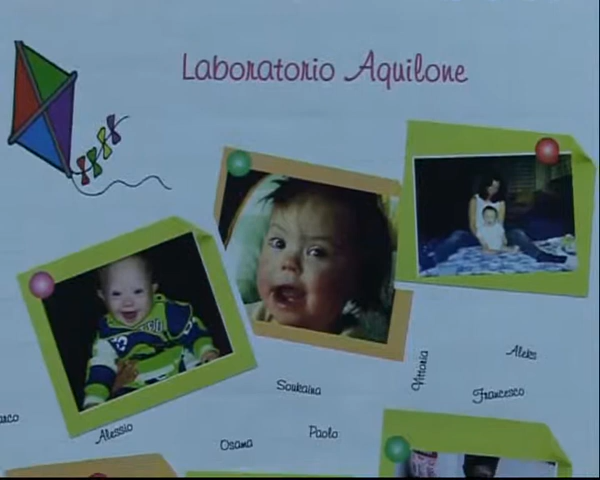 Laboratorio Aquilone
Aleks
Vittoria
Soukaina
Francesco
Alessio
Paolo
Osama